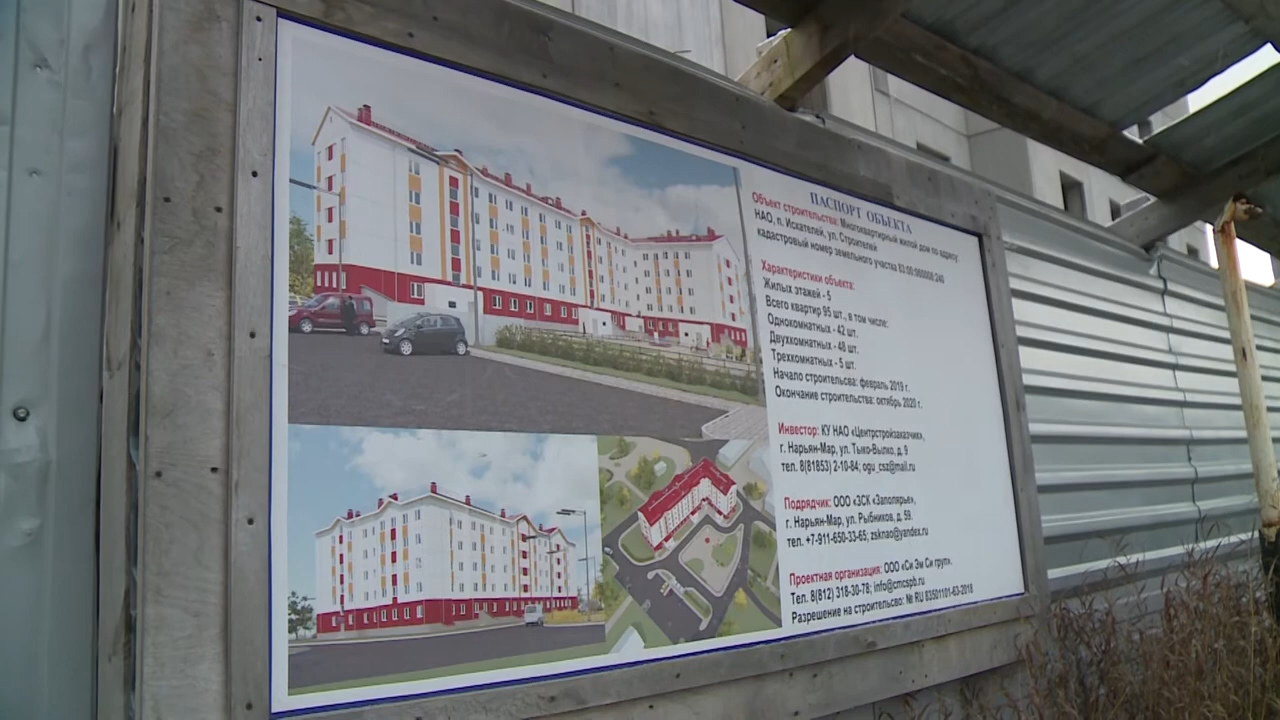 ПАСПОРТ ОБЪЕКТА
Объект строительства: Многоквартирный жилой дом по адресу:
НАО, п. Искателей, ул. Строителей
кадастровый номер земельного участка 83:00:060008:240
Характеристики объекта:
Жилых этажей - 5
Всего квартир 95 шт., в том числе:
Однокомнатных - 42 шт.
Двухкомнатных - 48 шт.
Трехкомнатных - 5 шт.
Начало строительсва: февраль 2019 г.
Окончание строительства: октябрь 2020 г.
Инвестор: КУ НАО «Центрстройзаказчик»,
г. Нарьян-Мар, ул. Тыко-Вылко, д. 9
тел. 8(81853) 2-10-84; ogu_csz@mail.ru
Подрядчик: ООО «ЗСК «Заполярье»,
г. Нарьян-Мар, ул. Рыбников, д. 59.
тел. +7-911-650-33-65; zsknao@yandex.ru
Проектная организация: ООО «Си Эм Си груп».
Тел. 8(812) 318-30-78; info@cmcspb.ru
Разрешение на строительсво: № RU 83501101-63-2018